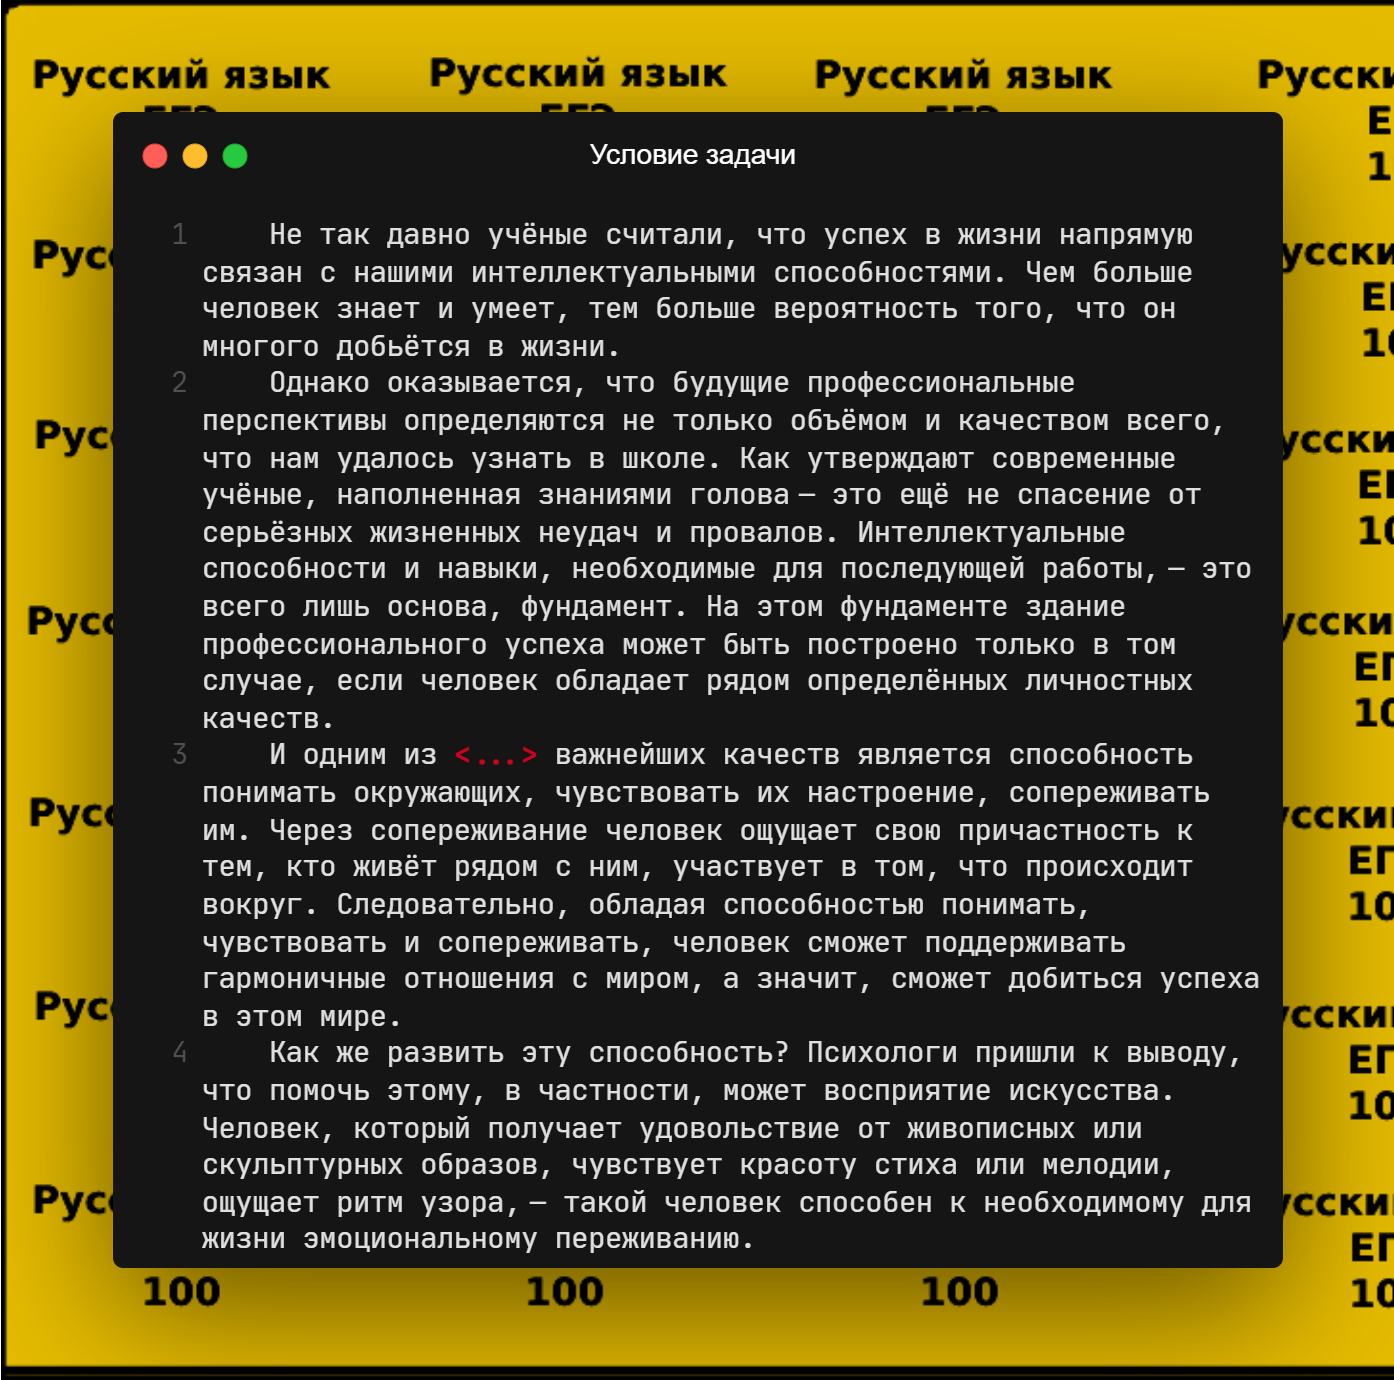 Русский язык Русский язык Русский язык Русски
Условие задачи
1 Не так давно учёные считали, что успех в жизни напрямую
связан с нашими интеллектуальными способностями. Чем больше
человек знает и умеет, тем больше вероятность того, что он
многого добьётся в жизни.
2 Однако оказывается, что будущие профессиональные
перспективы определяются не только объёмом и качеством всего,
что нам удалось узнать в школе. Как утверждают современные
учёные, наполненная знаниями голова — это ещё не спасение от
серьёзных жизненных неудач и провалов. Интеллектуальные
способности и навыки, необходимые для последующей работы, — это
всего лишь основа, фундамент. На этом фундаменте здание
профессионального успеха может быть построено только в том
случае, если человек обладает рядом определённых личностных
качеств.
3 И одним из <...> важнейших качеств является способность
понимать окружающих, чувствовать их настроение, сопереживать
им. Через сопереживание человек ощущает свою причастность к
тем, кто живёт рядом с ним, участвует в том, что происходит
вокруг. Следовательно, обладая способностью понимать,
чувствовать и сопереживать, человек сможет поддерживать
гармоничные отношения с миром, а значит, сможет добиться успеха
в этом мире.
4 Как же развить эту способность? Психологи пришли к выводу,
что помочь этому, в частности, может восприятие искусства.
Человек, который получает удовольствие от живописных или
скульптурных образов, чувствует красоту стиха или мелодии,
ощущает ритм узора, — такой человек способен к необходимому для
жизни эмоциональному переживанию.
100 100 100 10